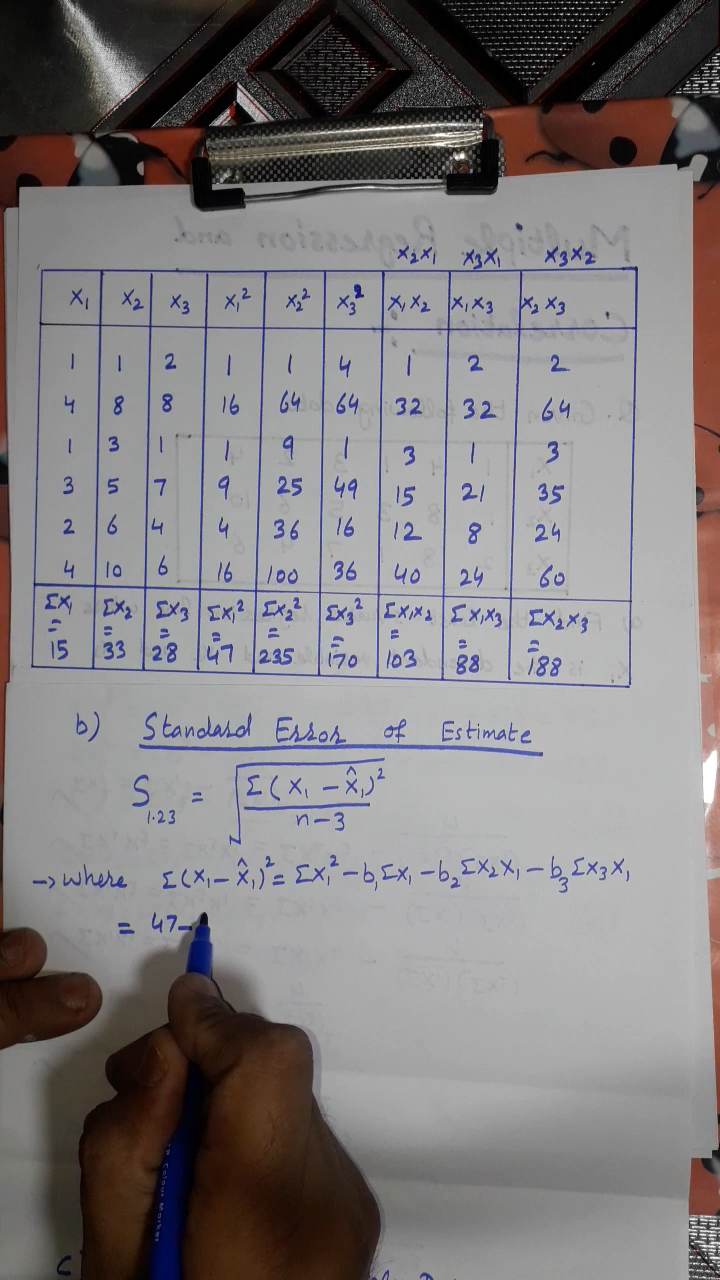 X₂X₁ X₃X₁ X₃X₂
X₁ X₂ X₃ X₁² X₂² X₃² X₁X₂ X₁X₃ X₂X₃
1 1 2 1 1 4 1 2 2
4 8 8 16 64 64 32 32 64
1 3 1 1 9 1 3 1 3
3 5 7 9 25 49 15 21 35
2 6 4 4 36 16 12 8 24
4 10 6 16 100 36 40 24 60
ΣX₁ = 15 ΣX₂ = 33 ΣX₃ = 28 ΣX₁² = 47 ΣX₂² = 235 ΣX₃² = 170 ΣX₁X₂ = 103 ΣX₁X₃ = 88 ΣX₂X₃ = 188
b) Standard Error of Estimate
S₁.₂₃ = √(Σ(X₁ - X̂₁)² / n-3)
→ where Σ(X₁ - X̂₁)² = ΣX₁² - b₁ΣX₁ - b₂ΣX₂X₁ - b₃ΣX₃X₁
= 47 -